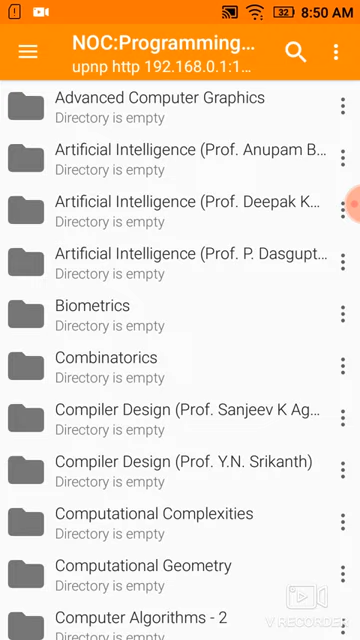 32 8:50 AM
NOC:Programming...
upnp http 192.168.0.1:1...
Advanced Computer Graphics
Directory is empty
Artificial Intelligence (Prof. Anupam B...
Directory is empty
Artificial Intelligence (Prof. Deepak K...
Directory is empty
Artificial Intelligence (Prof. P. Dasgupt...
Directory is empty
Biometrics
Directory is empty
Combinatorics
Directory is empty
Compiler Design (Prof. Sanjeev K Ag...
Directory is empty
Compiler Design (Prof. Y.N. Srikanth)
Directory is empty
Computational Complexities
Directory is empty
Computational Geometry
Directory is empty
Computer Algorithms - 2
V RECORDER